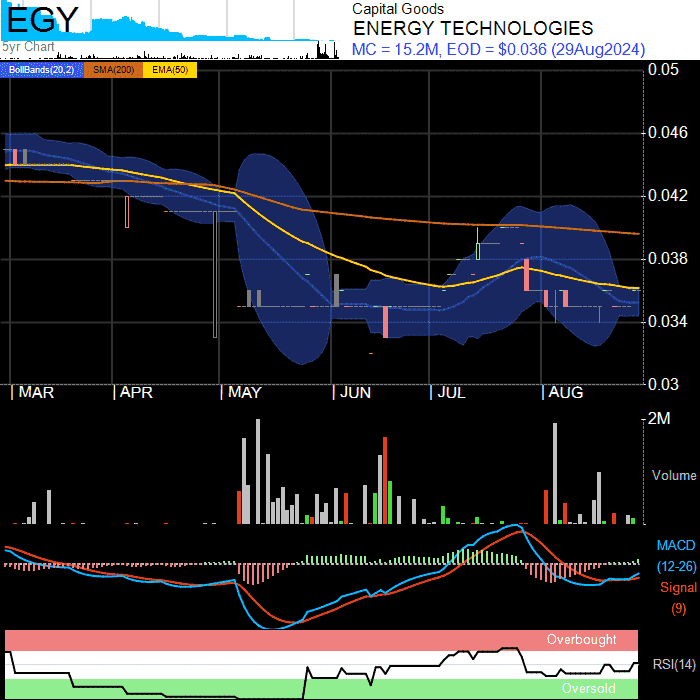 EGY
5yr Chart
Capital Goods
ENERGY TECHNOLOGIES
MC = 15.2M, EOD = $0.036 (29Aug2024)
BollBands(20,2) SMA(200) EMA(50)
0.05
0.046
0.042
0.038
0.034
0.03
MAR APR MAY JUN JUL AUG
2M
Volume
MACD
(12-26)
Signal
(9)
Overbought
RSI(14)
Oversold